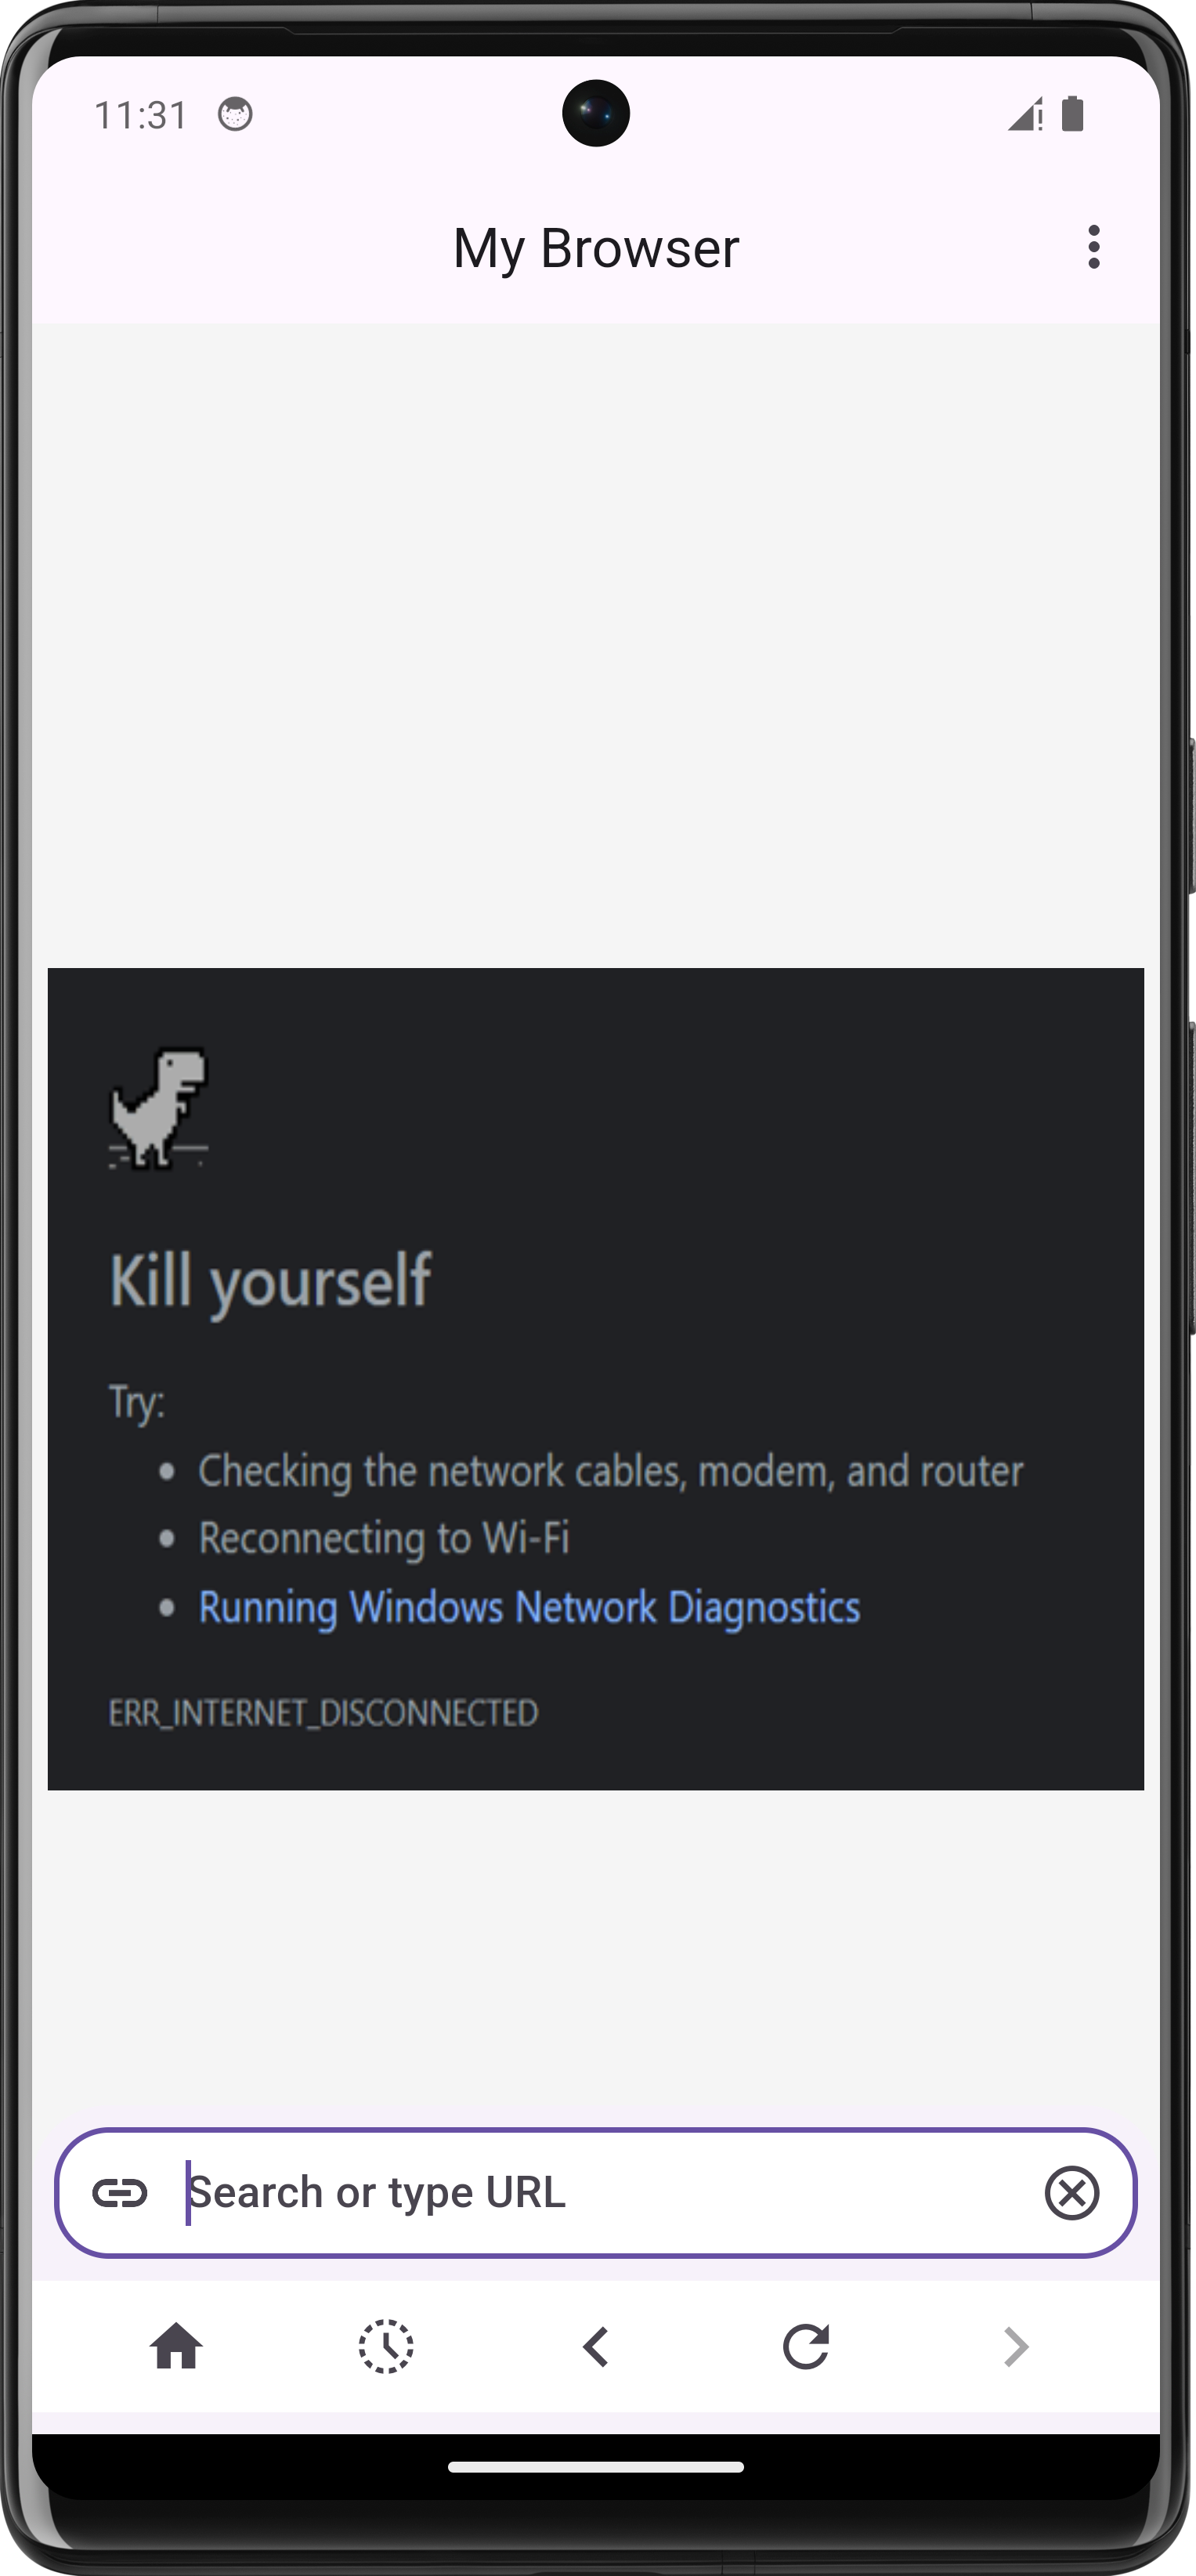 11:31
My Browser
Kill yourself
Try:
Checking the network cables, modem, and router
Reconnecting to Wi-Fi
Running Windows Network Diagnostics
ERR_INTERNET_DISCONNECTED
Search or type URL